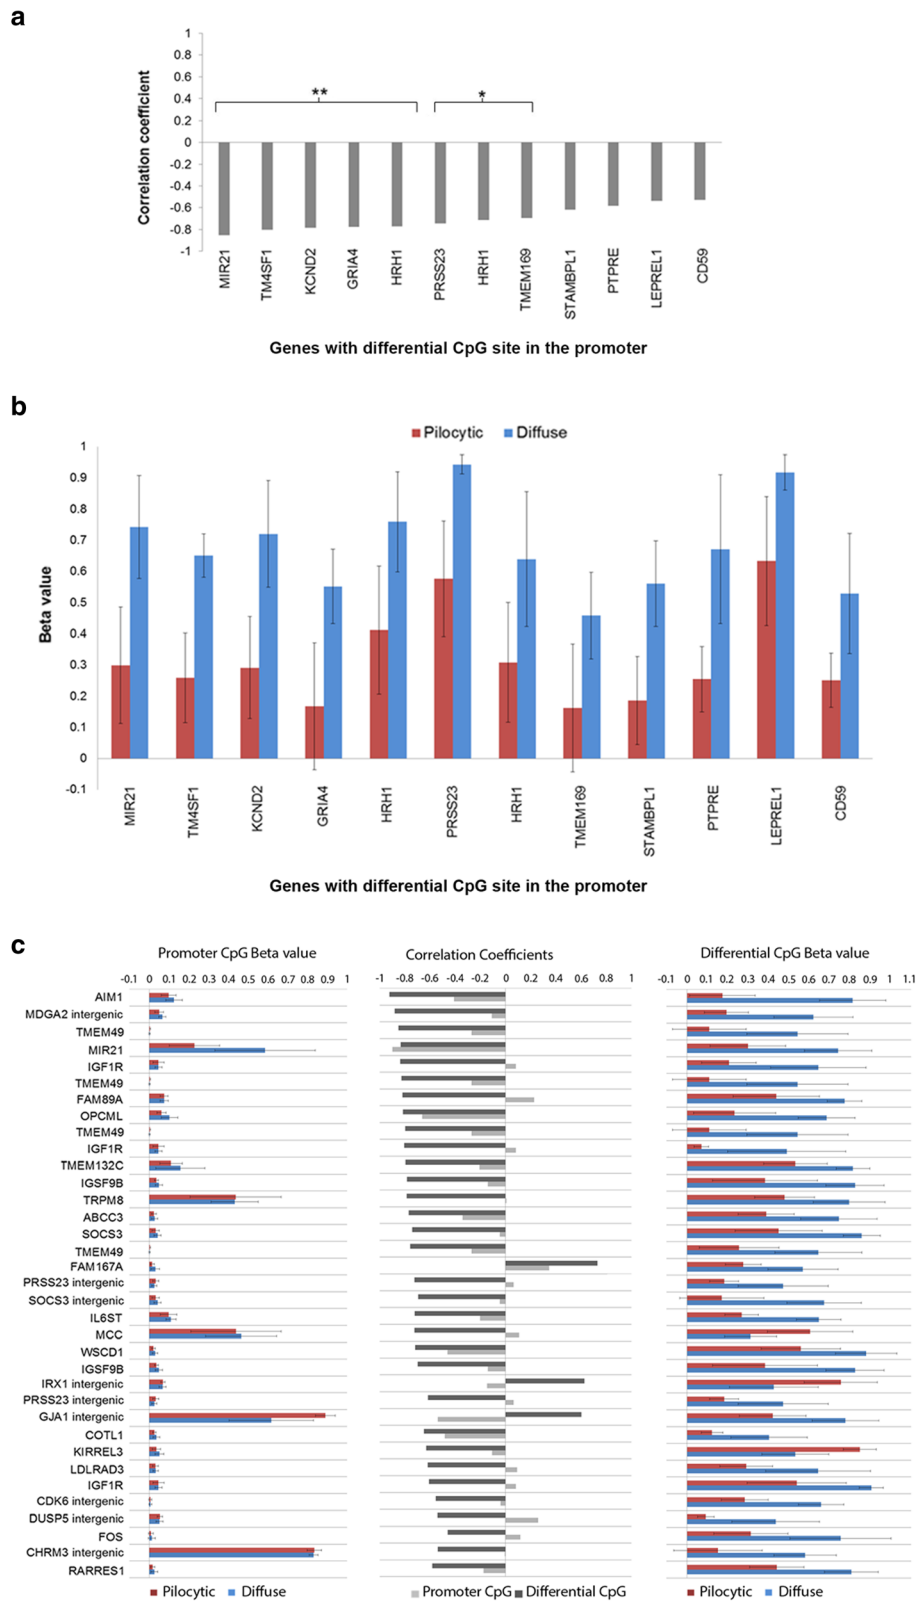 a
1
0.8
0.6
0.4
0.2
0
-0.2
-0.4
-0.6
-0.8
-1
Correlation coefficient
**
*
MIR21
TM4SF1
KCND2
GRIA4
HRH1
PRSS23
HRH1
TMEM169
STAMBPL1
PTPRE
LEPREL1
CD59
Genes with differential CpG site in the promoter
b
Pilocytic Diffuse
1
0.9
0.8
0.7
0.6
0.5
0.4
0.3
0.2
0.1
0
-0.1
Beta value
MIR21
TM4SF1
KCND2
GRIA4
HRH1
PRSS23
HRH1
TMEM169
STAMBPL1
PTPRE
LEPREL1
CD59
Genes with differential CpG site in the promoter
c
Promoter CpG Beta value
Correlation Coefficients
Differential CpG Beta value
-0.1 0 0.1 0.2 0.3 0.4 0.5 0.6 0.7 0.8 0.9 1
-1 -0.8 -0.6 -0.4 -0.2 0 0.2 0.4 0.6 0.8 1
-0.1 0 0.1 0.2 0.3 0.4 0.5 0.6 0.7 0.8 0.9 1 1.1
AIM1
MDGA2 intergenic
TMEM49
MIR21
IGF1R
TMEM49
FAM89A
OPCML
TMEM49
IGF1R
TMEM132C
IGSF9B
TRPM8
ABCC3
SOCS3
TMEM49
FAM167A
PRSS23 intergenic
SOCS3 intergenic
IL6ST
MCC
WSCD1
IGSF9B
IRX1 intergenic
PRSS23 intergenic
GJA1 intergenic
COTL1
KIRREL3
LDLRAD3
IGF1R
CDK6 intergenic
DUSP5 intergenic
FOS
CHRM3 intergenic
RARRES1
Pilocytic Diffuse
Promoter CpG Differential CpG
Pilocytic Diffuse